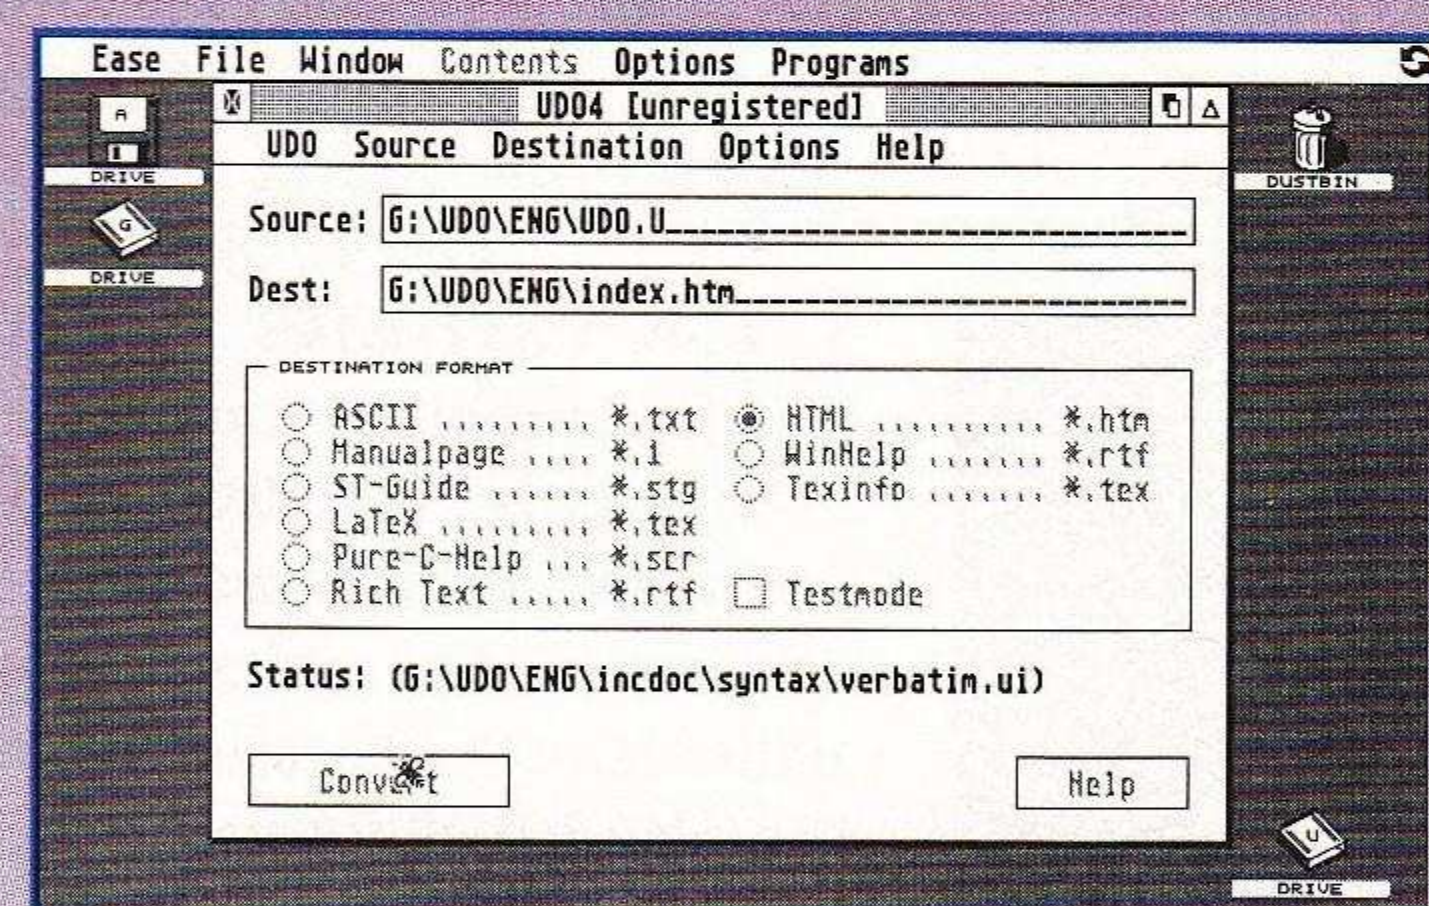 Ease File Window Contents Options Programs
A
DRIVE
G
DRIVE
UDO4 [unregistered]
UDO Source Destination Options Help
Source: G:\UDO\ENG\UDO.U______________________________
Dest: G:\UDO\ENG\index.htm__________________________
DESTINATION FORMAT
ASCII ......... *.txt
HTML .......... *.htm
Manualpage .... *.1
WinHelp ....... *.rtf
ST-Guide ...... *.stg
Texinfo ....... *.tex
LaTeX ......... *.tex
Pure-C-Help ... *.scr
Rich Text ..... *.rtf
Testmode
Status: (G:\UDO\ENG\incdoc\syntax\verbatim.ui)
Convert
Help
DUSTBIN
U
DRIVE